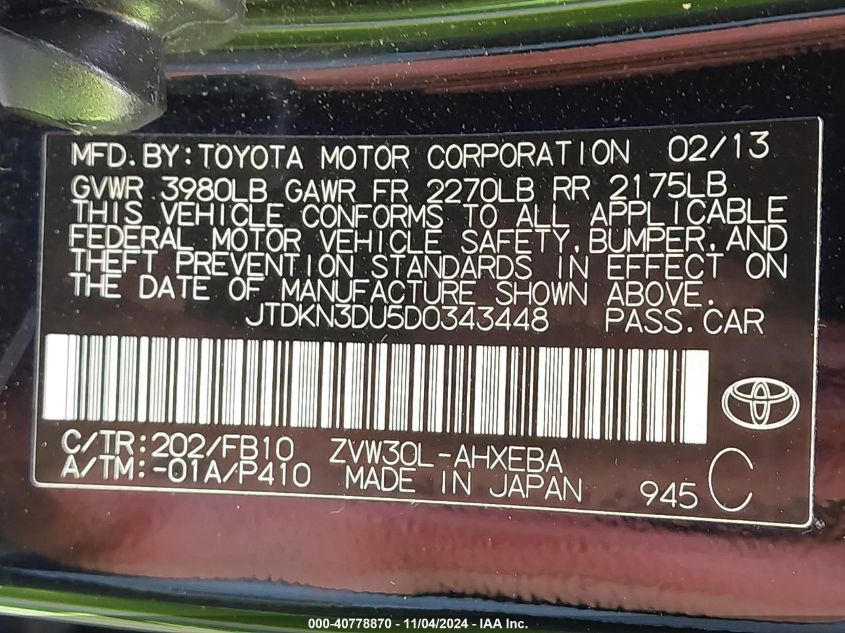 MFD. BY: TOYOTA MOTOR CORPORATION 02/13
GVWR 3980LB GAWR FR 2270LB RR 2175LB
THIS VEHICLE CONFORMS TO ALL APPLICABLE
FEDERAL MOTOR VEHICLE SAFETY, BUMPER, AND
THEFT PREVENTION STANDARDS IN EFFECT ON
THE DATE OF MANUFACTURE SHOWN ABOVE.
JTDKN3DU5D0343448 PASS. CAR
C/TR: 202/FB10 ZVW30L-AHXEBA
A/TM: -01A/P410 MADE IN JAPAN 945 C
000-40778870 - 11/04/2024 - IAA Inc.